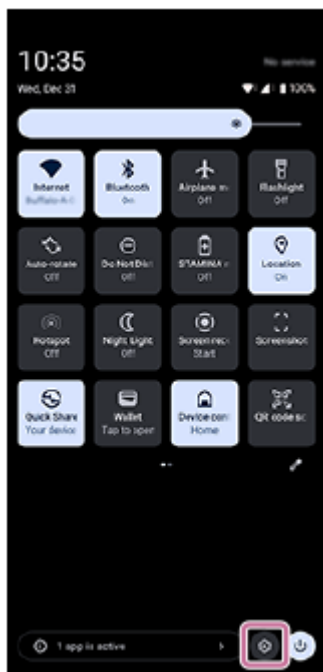 10:35
No service
Wed, Dec 31
100%
Internet
Bluetooth
On
Airplane m
Off
Flashlight
Off
Auto-rotate
Off
Do Not Dist
Off
STAMINA
Off
Location
On
Hotspot
Off
Night Light
Off
Screen rec
Start
Screenshot
Quick Share
Your device
Wallet
Tap to open
Device cont
Home
QR code sc
1 app is active